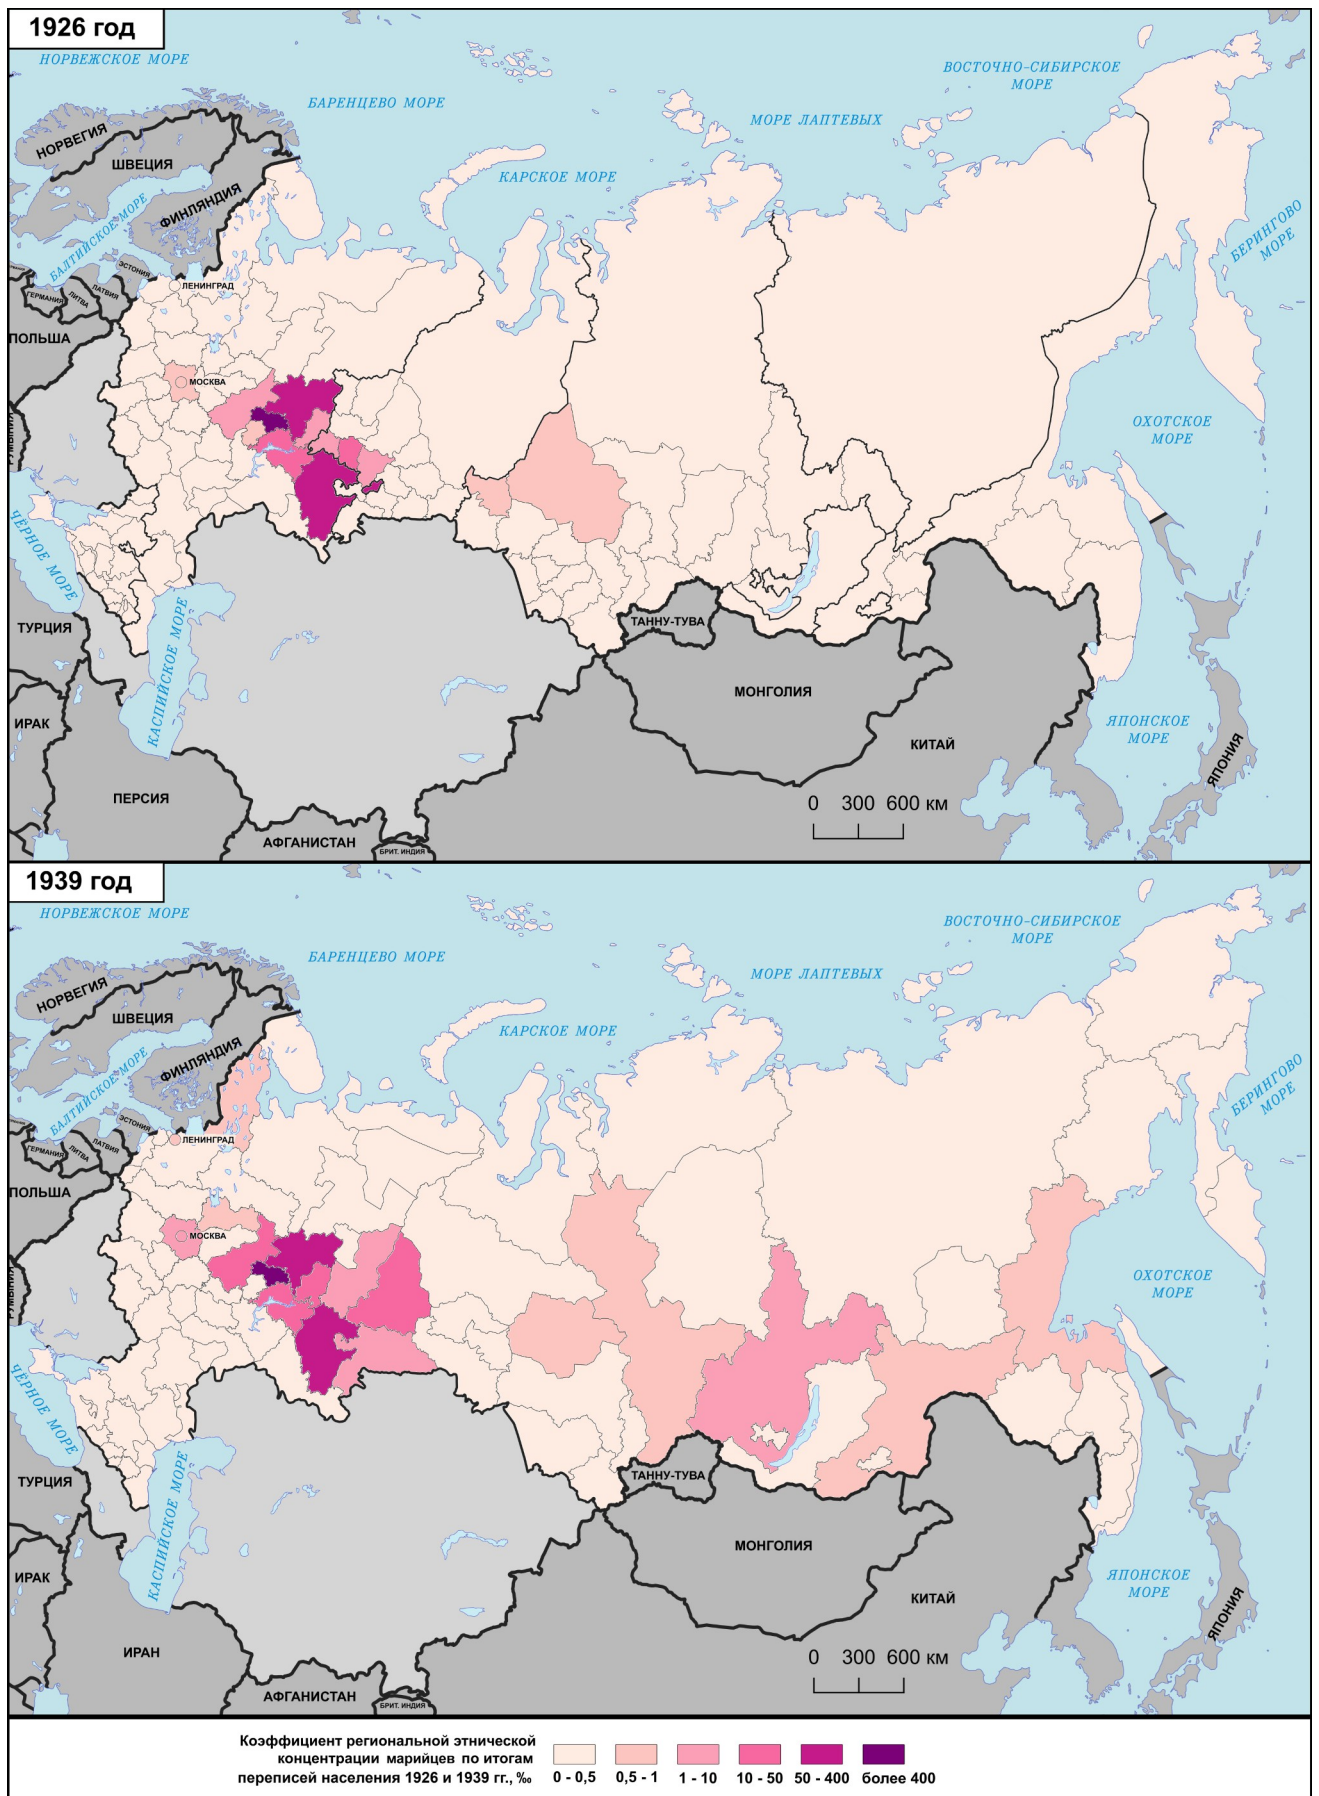 1926 год
НОРВЕЖСКОЕ МОРЕ
ВОСТОЧНО-СИБИРСКОЕ
МОРЕ
БАРЕНЦЕВО МОРЕ
МОРЕ ЛАПТЕВЫХ
НОРВЕГИЯ
ШВЕЦИЯ
КАРСКОЕ МОРЕ
ФИНЛЯНДИЯ
БАЛТИЙСКОЕ МОРЕ
БЕРИНГОВО
МОРЕ
ЭСТОНИЯ
ЛЕНИНГРАД
ЛАТВИЯ
ГЕРМАНИЯ
ЛИТВА
ПОЛЬША
МОСКВА
РУМЫНИЯ
ОХОТСКОЕ
МОРЕ
ЧЁРНОЕ МОРЕ
ТУРЦИЯ
ТАННУ-ТУВА
КАСПИЙСКОЕ МОРЕ
МОНГОЛИЯ
ИРАК
ЯПОНСКОЕ
МОРЕ
КИТАЙ
ЯПОНИЯ
ПЕРСИЯ
0 300 600 км
АФГАНИСТАН
БРИТ. ИНДИЯ
1939 год
НОРВЕЖСКОЕ МОРЕ
ВОСТОЧНО-СИБИРСКОЕ
МОРЕ
БАРЕНЦЕВО МОРЕ
МОРЕ ЛАПТЕВЫХ
НОРВЕГИЯ
ШВЕЦИЯ
КАРСКОЕ МОРЕ
ФИНЛЯНДИЯ
БАЛТИЙСКОЕ МОРЕ
БЕРИНГОВО
МОРЕ
ЭСТОНИЯ
ЛЕНИНГРАД
ЛАТВИЯ
ГЕРМАНИЯ
ЛИТВА
ПОЛЬША
МОСКВА
РУМЫНИЯ
ОХОТСКОЕ
МОРЕ
ЧЁРНОЕ МОРЕ
ТУРЦИЯ
ТАННУ-ТУВА
КАСПИЙСКОЕ МОРЕ
МОНГОЛИЯ
ИРАК
ЯПОНСКОЕ
МОРЕ
КИТАЙ
ЯПОНИЯ
ИРАН
0 300 600 км
АФГАНИСТАН
БРИТ. ИНДИЯ
Коэффициент региональной этнической
концентрации марийцев по итогам
переписей населения 1926 и 1939 гг., ‰
0 - 0,5 0,5 - 1 1 - 10 10 - 50 50 - 400 более 400